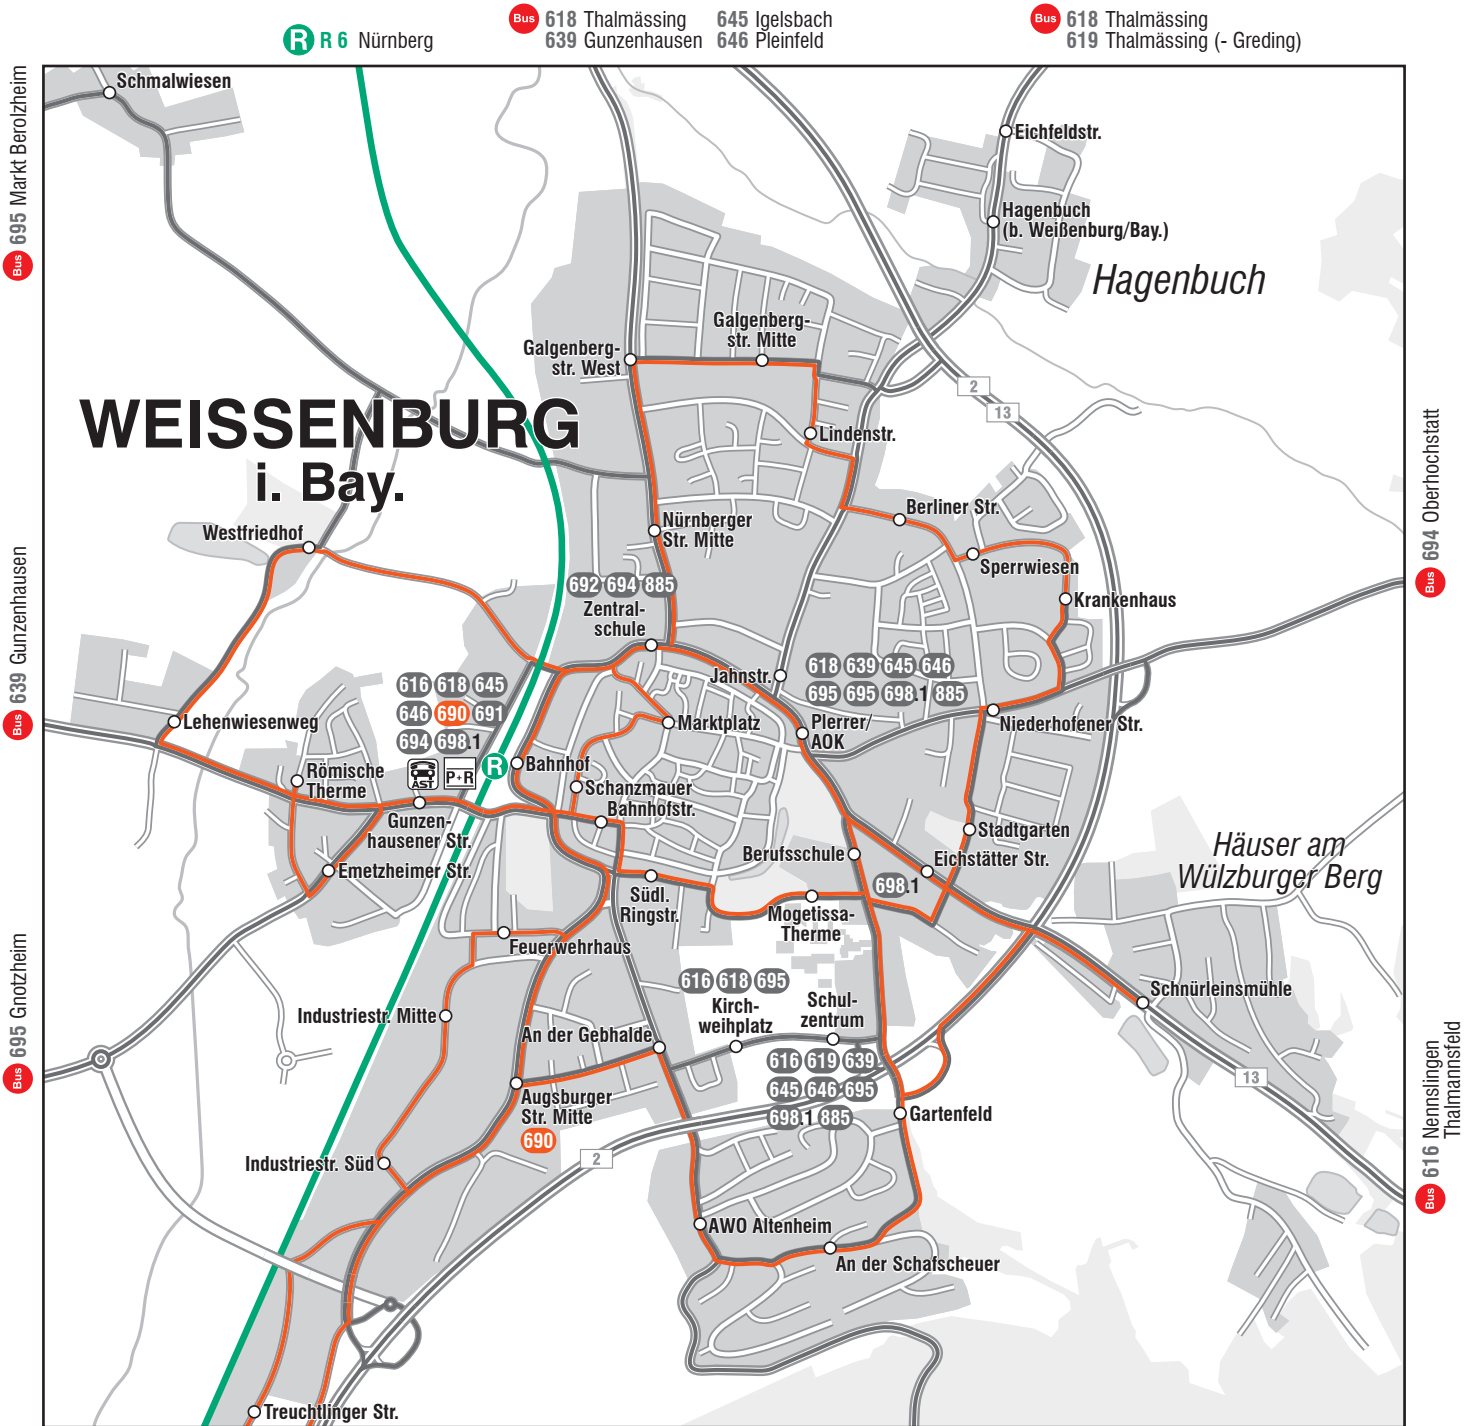 Bus 618 Thalmässing 645 Igelsbach
639 Gunzenhausen 646 Pleinfeld
Bus 618 Thalmässing
619 Thalmässing (- Greding)
R R 6 Nürnberg
Bus 695 Markt Berolzheim
Bus 639 Gunzenhausen
Bus 695 Gnotzheim
Bus 694 Oberhochstatt
Bus 616 Nennslingen
Thalmannsfeld
Schmalwiesen
Eichfeldstr.
Hagenbuch
(b. Weißenburg/Bay.)
Hagenbuch
Galgenberg-
str. Mitte
Galgenberg-
str. West
2
13
WEISSENBURG
i. Bay.
Lindenstr.
Westfriedhof
Nürnberger
Str. Mitte
Berliner Str.
Sperrwiesen
Krankenhaus
692 694 885
Zentral-
schule
Jahnstr.
618 639 645 646
695 695 698.1 885
Plerrer/
AOK
Niederhofener Str.
616 618 645
646 690 691
694 698.1
AST
P+R
R
Lehenwiesenweg
Marktplatz
Bahnhof
Römische
Therme
Schanzmauer
Bahnhofstr.
Gunzen-
hausener Str.
Emetzheimer Str.
Stadtgarten
Berufsschule
Eichstätter Str.
698.1
Häuser am
Wülzburger Berg
Südl.
Ringstr.
Mogetissa-
Therme
Feuerwehrhaus
616 618 695
Kirch-
weihplatz
Schul-
zentrum
Schnürleinsmühle
Industriestr. Mitte
An der Gebhalde
616 619 639
645 646 695
698.1 885
13
Augsburger
Str. Mitte
690
Gartenfeld
2
Industriestr. Süd
AWO Altenheim
An der Schafscheuer
Treuchtlinger Str.